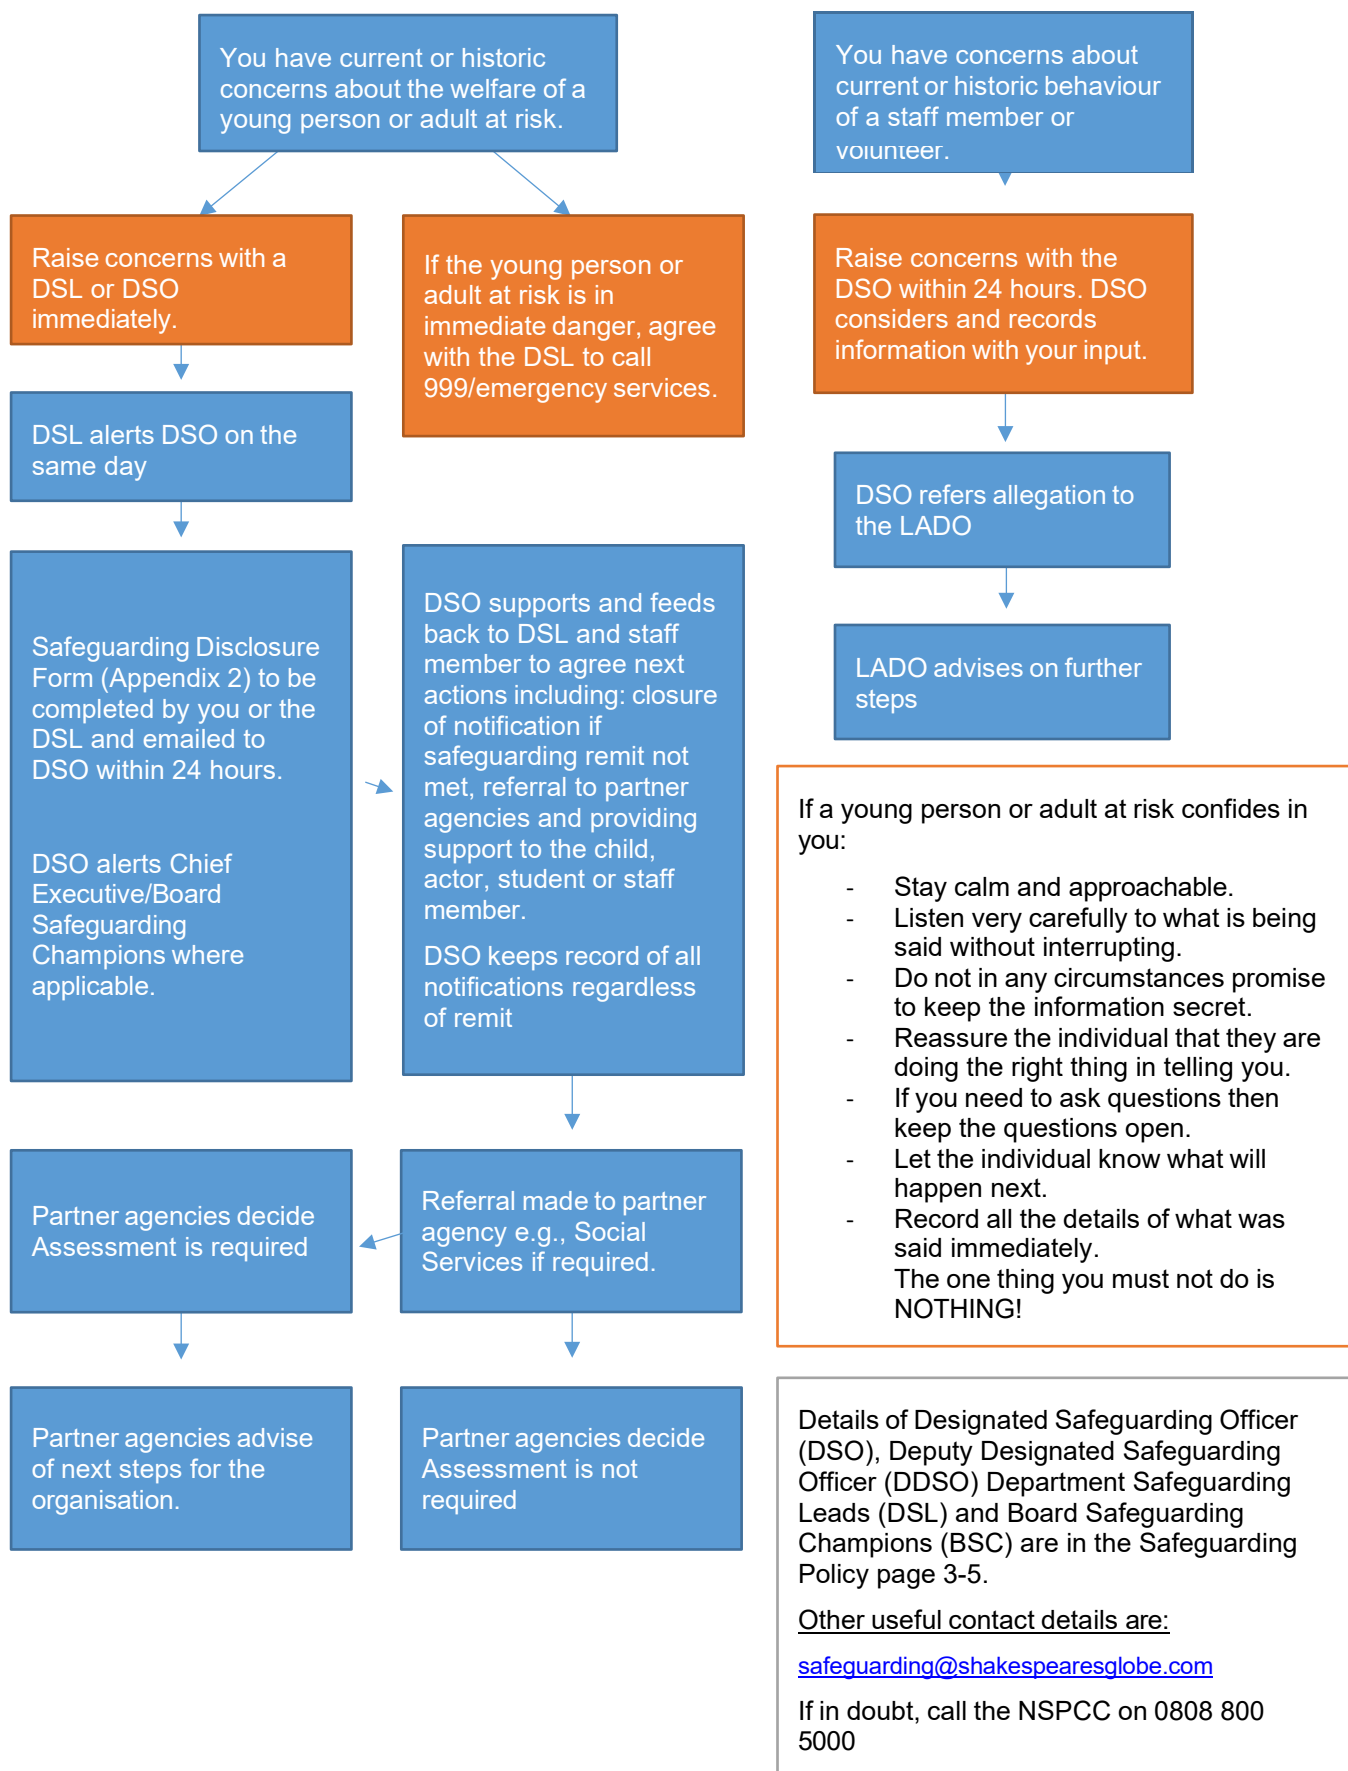 You have current or historic
concerns about the welfare of a
young person or adult at risk.
You have concerns about
current or historic behaviour
of a staff member or
volunteer.
Raise concerns with a
DSL or DSO
immediately.
If the young person or
adult at risk is in
immediate danger, agree
with the DSL to call
999/emergency services.
Raise concerns with the
DSO within 24 hours. DSO
considers and records
information with your input.
DSL alerts DSO on the
same day
DSO refers allegation to
the LADO
Safeguarding Disclosure
Form (Appendix 2) to be
completed by you or the
DSL and emailed to
DSO within 24 hours.
DSO alerts Chief
Executive/Board
Safeguarding
Champions where
applicable.
DSO supports and feeds
back to DSL and staff
member to agree next
actions including: closure
of notification if
safeguarding remit not
met, referral to partner
agencies and providing
support to the child,
actor, student or staff
member.
DSO keeps record of all
notifications regardless
of remit
LADO advises on further
steps
If a young person or adult at risk confides in
you:
- Stay calm and approachable.
- Listen very carefully to what is being
said without interrupting.
- Do not in any circumstances promise
to keep the information secret.
- Reassure the individual that they are
doing the right thing in telling you.
- If you need to ask questions then
keep the questions open.
- Let the individual know what will
happen next.
- Record all the details of what was
said immediately.
The one thing you must not do is
NOTHING!
Partner agencies decide
Assessment is required
Referral made to partner
agency e.g., Social
Services if required.
Partner agencies advise
of next steps for the
organisation.
Partner agencies decide
Assessment is not
required
Details of Designated Safeguarding Officer
(DSO), Deputy Designated Safeguarding
Officer (DDSO) Department Safeguarding
Leads (DSL) and Board Safeguarding
Champions (BSC) are in the Safeguarding
Policy page 3-5.
Other useful contact details are:
safeguarding@shakespearesglobe.com
If in doubt, call the NSPCC on 0808 800
5000